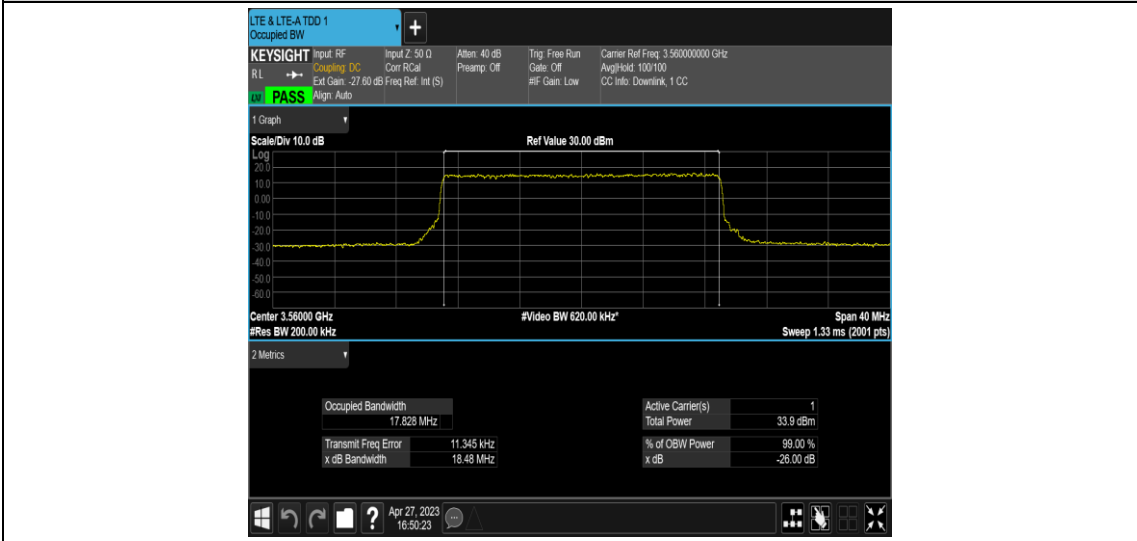 LTE & LTE-A TDD 1
Occupied BW
+
KEYSIGHT
RL
PASS
Input: RF
Coupling: DC
Ext Gain: -27.60 dB
Align: Auto
Input Z: 50 Ω
Corr RCal
Freq Ref: Int (S)
Atten: 40 dB
Preamp: Off
Trig: Free Run
Gate: Off
#IF Gain: Low
Carrier Ref Freq: 3.560000000 GHz
Avg|Hold: 100/100
CC Info: Downlink, 1 CC
1 Graph
Scale/Div 10.0 dB
Ref Value 30.00 dBm
Log
20.0
10.0
0.00
-10.0
-20.0
-30.0
-40.0
-50.0
-60.0
Center 3.56000 GHz
#Video BW 620.00 kHz*
Span 40 MHz
#Res BW 200.00 kHz
Sweep 1.33 ms (2001 pts)
2 Metrics
Occupied Bandwidth
17.828 MHz
Transmit Freq Error 11.345 kHz
x dB Bandwidth 18.48 MHz
Active Carrier(s) 1
Total Power 33.9 dBm
% of OBW Power 99.00 %
x dB -26.00 dB
?
Apr 27, 2023
16:50:23